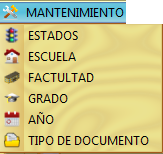 MANTENIMIENTO
ESTADOS
ESCUELA
FACTULTAD
GRADO
AÑO
TIPO DE DOCUMENTO